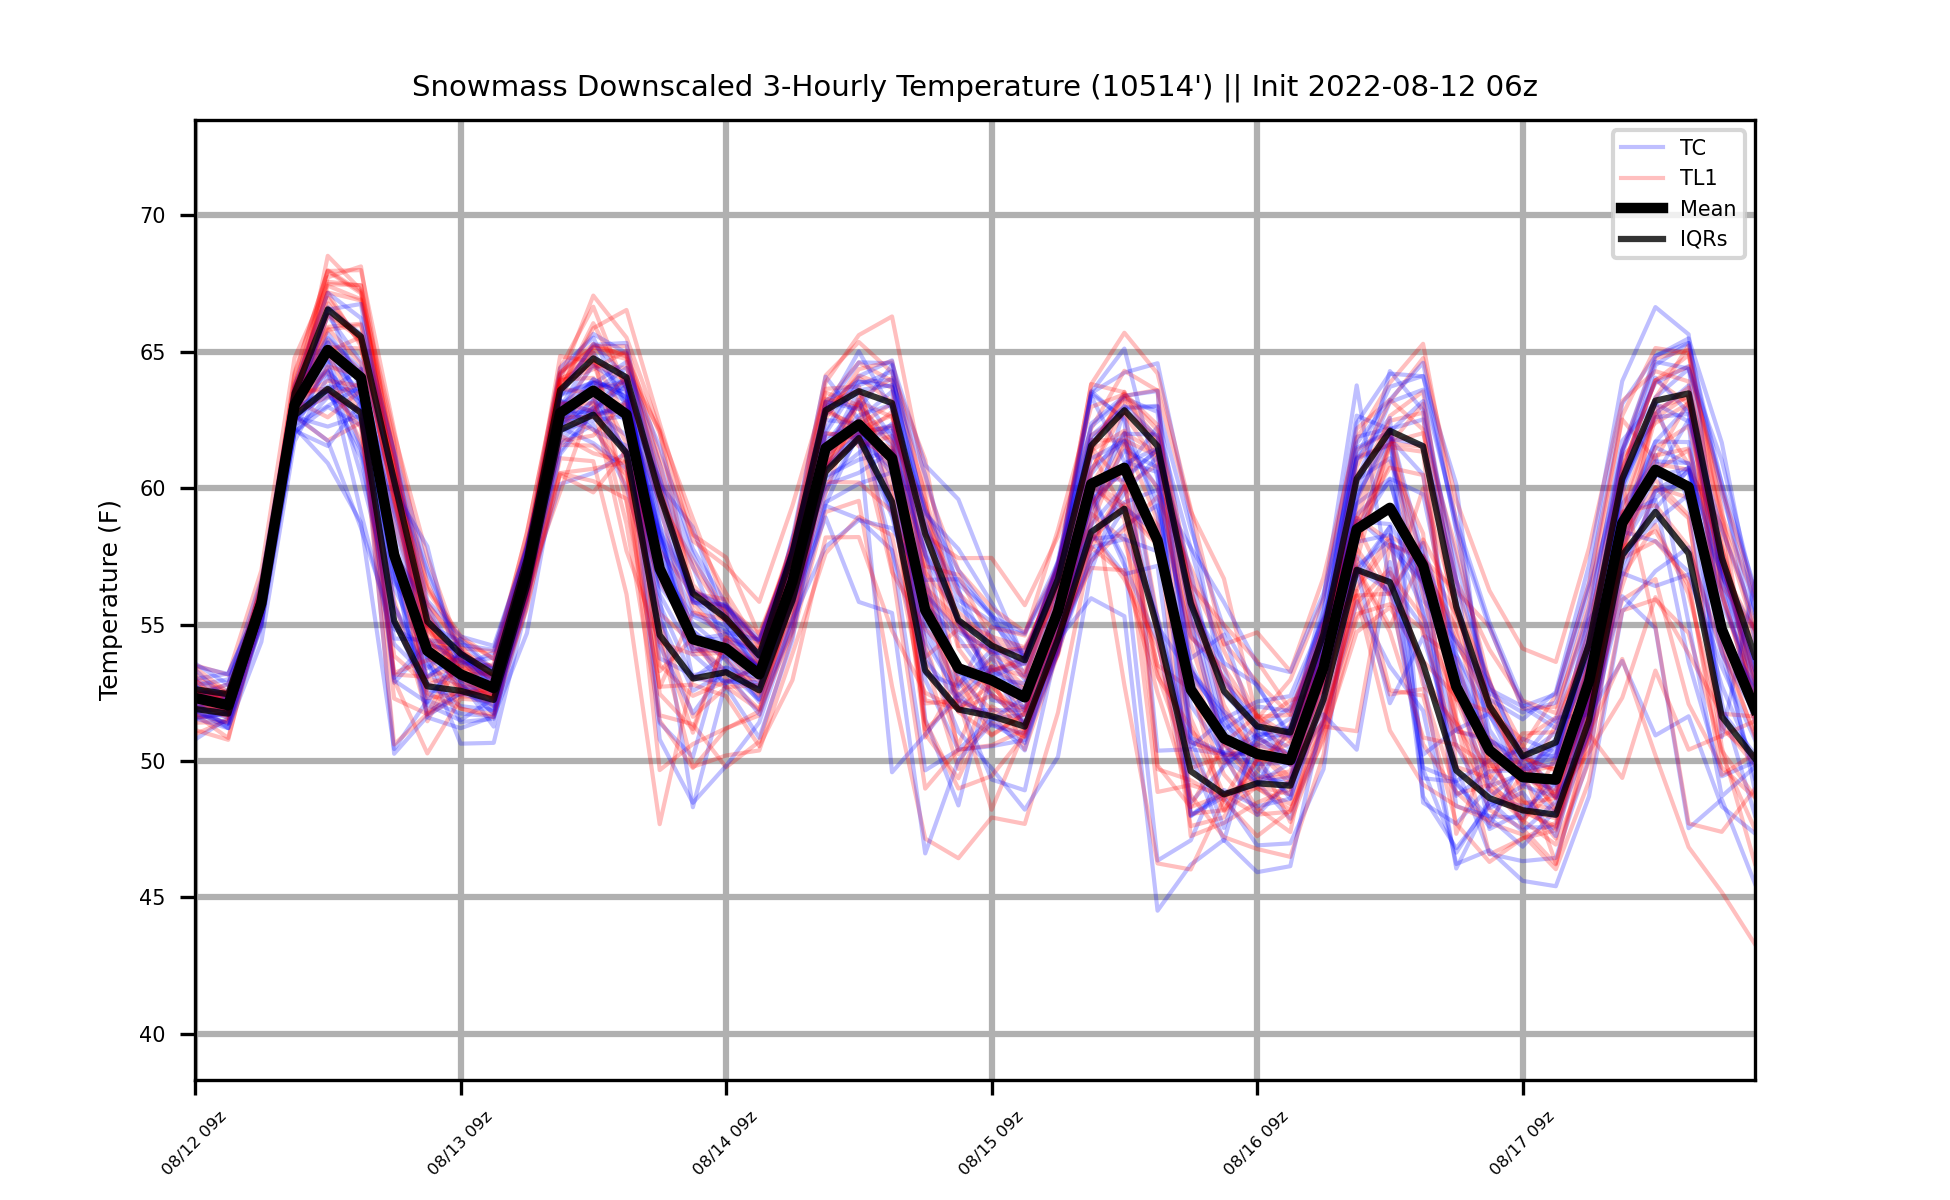 Snowmass Downscaled 3-Hourly Temperature (10514') || Init 2022-08-12 06z
TC
TL1
Mean
IQRs
Temperature (F)
70
65
60
55
50
45
40
08/12 09z
08/13 09z
08/14 09z
08/15 09z
08/16 09z
08/17 09z